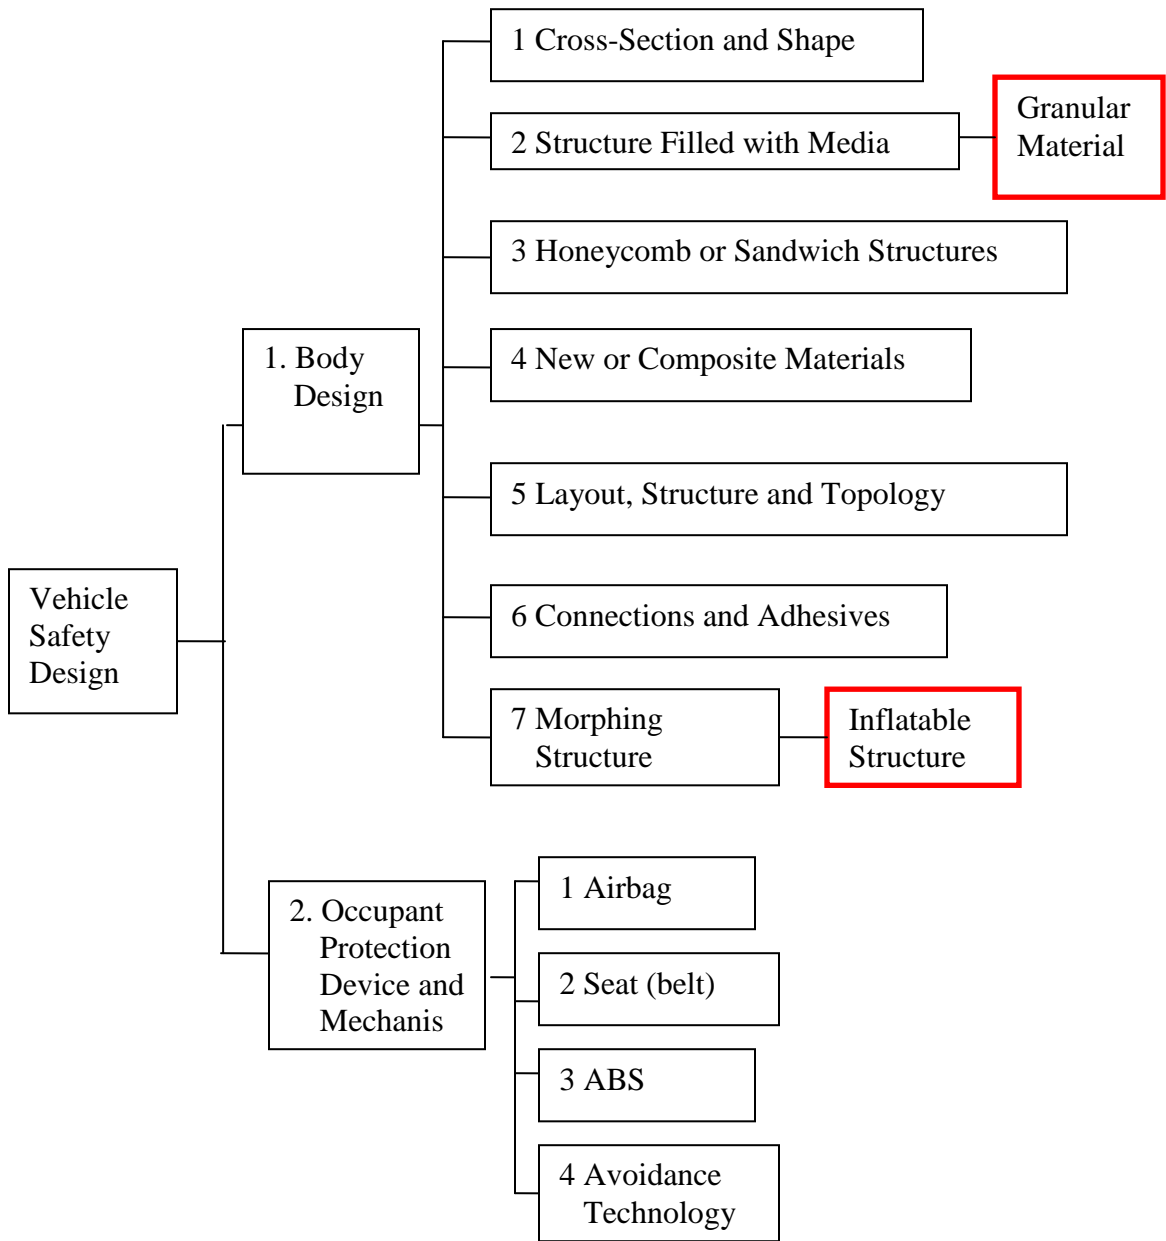 1 Cross-Section and Shape
Granular
Material
2 Structure Filled with Media
3 Honeycomb or Sandwich Structures
1. Body
Design
4 New or Composite Materials
5 Layout, Structure and Topology
Vehicle
Safety
Design
6 Connections and Adhesives
7 Morphing
Structure
Inflatable
Structure
2. Occupant
Protection
Device and
Mechanis
1 Airbag
2 Seat (belt)
3 ABS
4 Avoidance
Technology